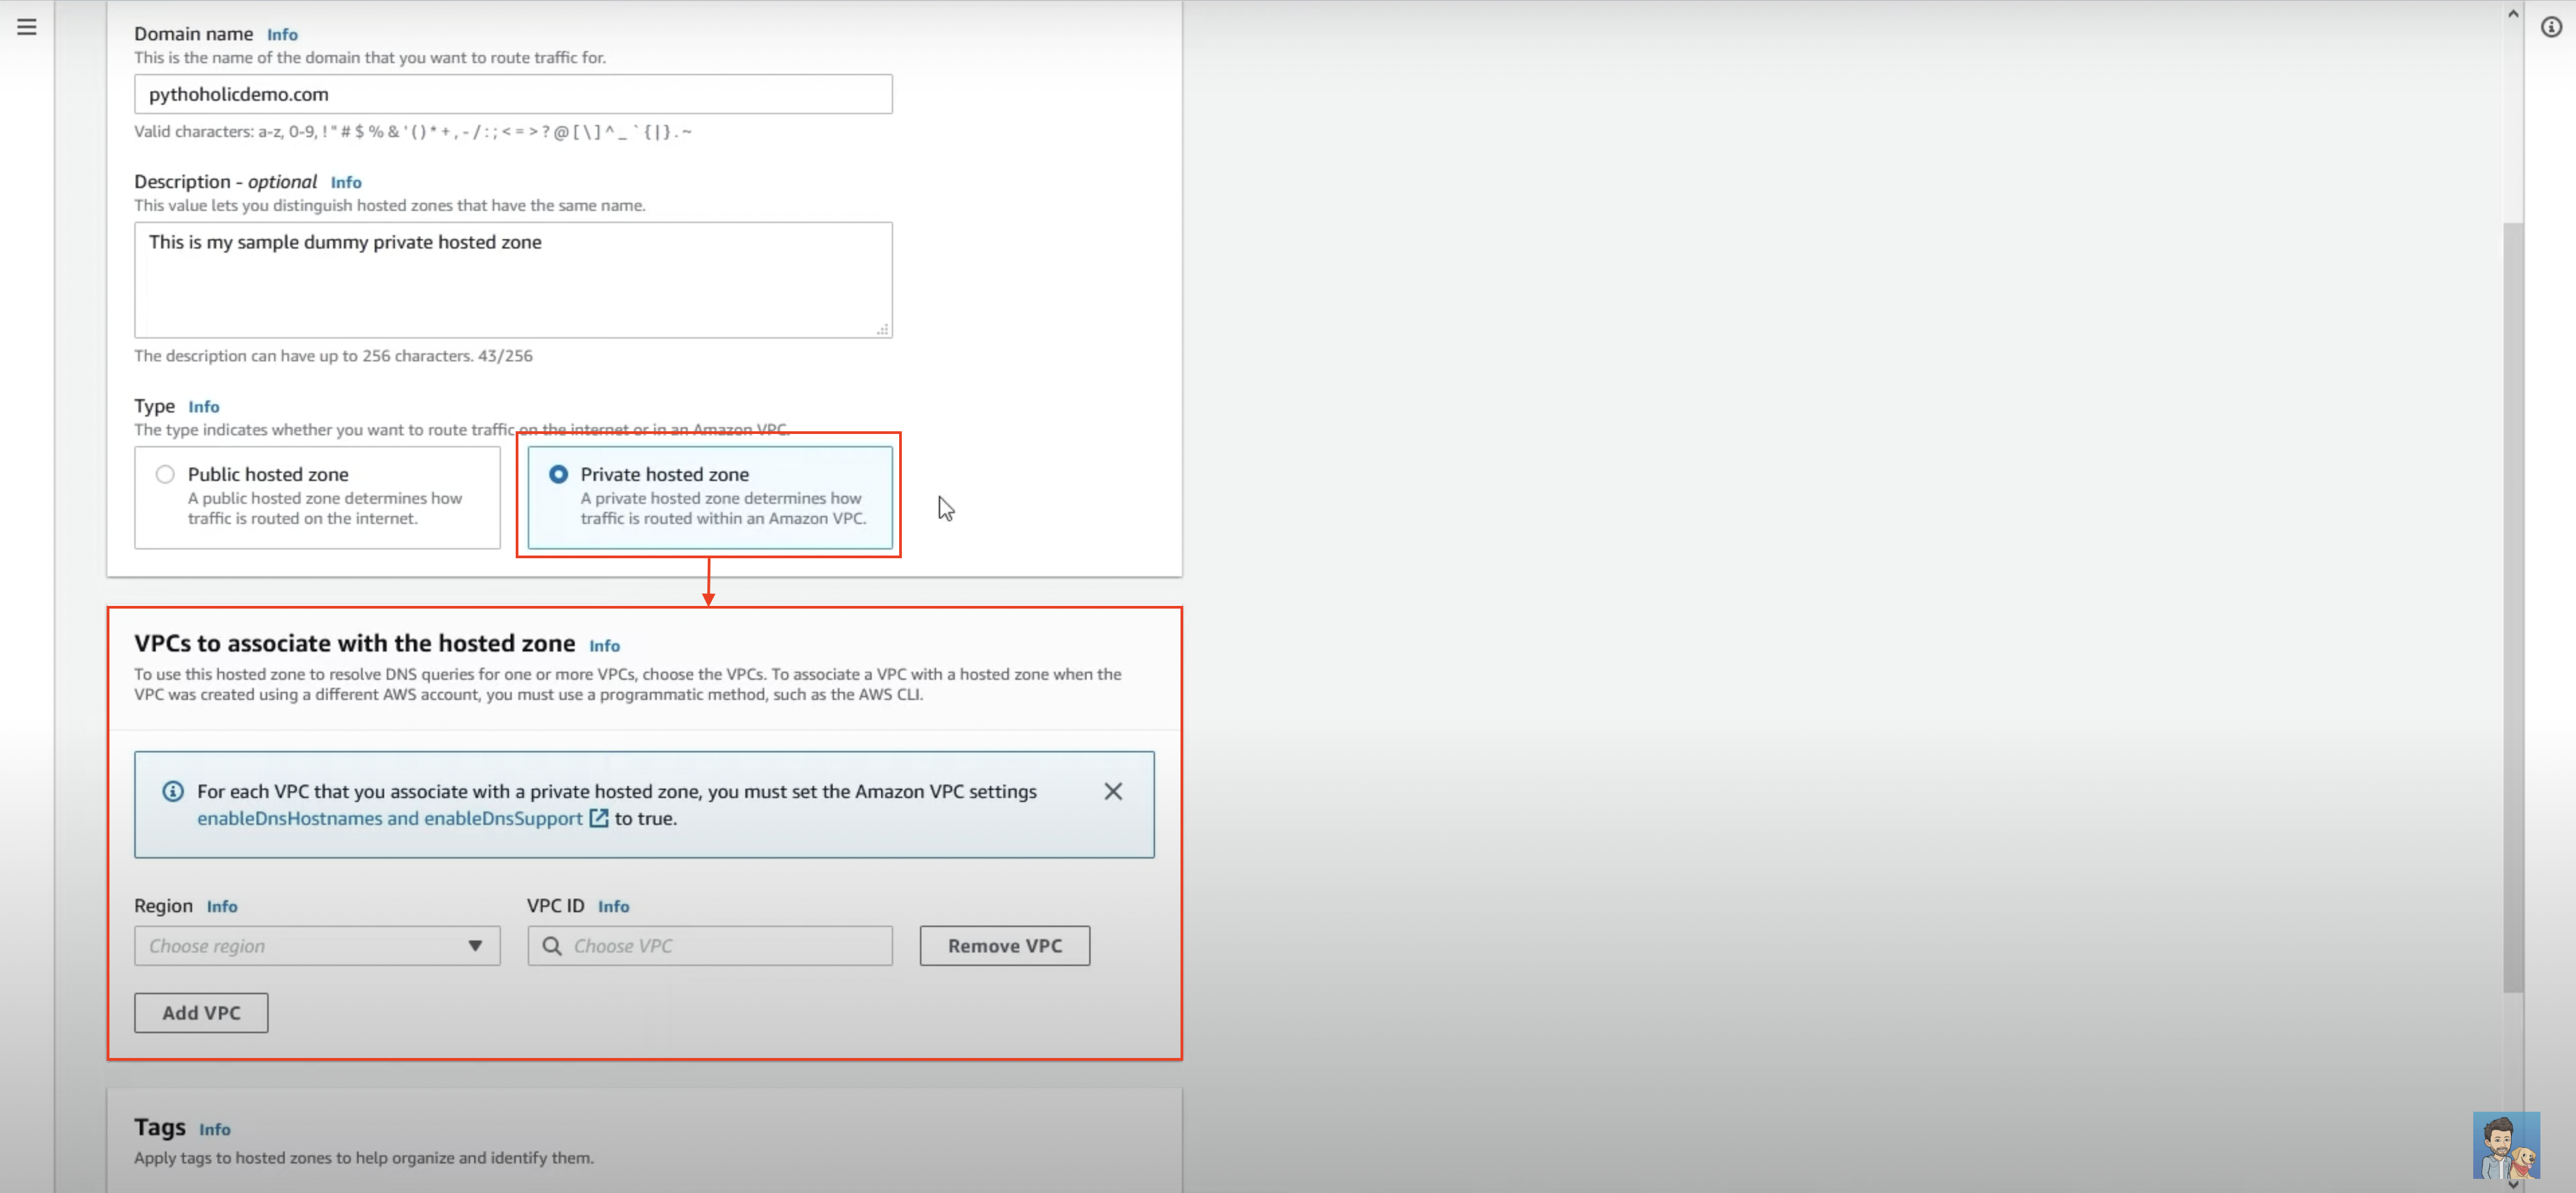 Domain name Info
This is the name of the domain that you want to route traffic for.
pythoholicdemo.com
Valid characters: a-z, 0-9, ! " # $ % & ' ( ) * + , - / : ; < = > ? @ [ \ ] ^ _ ` { | } . ~
Description - optional Info
This value lets you distinguish hosted zones that have the same name.
This is my sample dummy private hosted zone
The description can have up to 256 characters. 43/256
Type Info
The type indicates whether you want to route traffic on the internet or in an Amazon VPC.
Public hosted zone
A public hosted zone determines how
traffic is routed on the internet.
Private hosted zone
A private hosted zone determines how
traffic is routed within an Amazon VPC.
VPCs to associate with the hosted zone Info
To use this hosted zone to resolve DNS queries for one or more VPCs, choose the VPCs. To associate a VPC with a hosted zone when the
VPC was created using a different AWS account, you must use a programmatic method, such as the AWS CLI.
For each VPC that you associate with a private hosted zone, you must set the Amazon VPC settings
enableDnsHostnames and enableDnsSupport to true.
Region Info
VPC ID Info
Choose region
Choose VPC
Remove VPC
Add VPC
Tags Info
Apply tags to hosted zones to help organize and identify them.